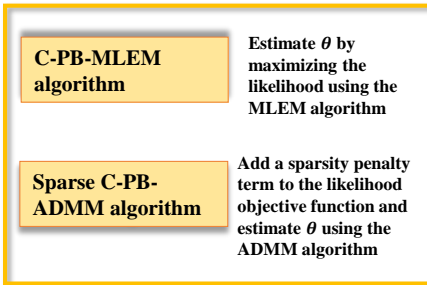 C-PB-MLEM
algorithm
Estimate θ by
maximizing the
likelihood using the
MLEM algorithm
Sparse C-PB-
ADMM algorithm
Add a sparsity penalty
term to the likelihood
objective function and
estimate θ using the
ADMM algorithm